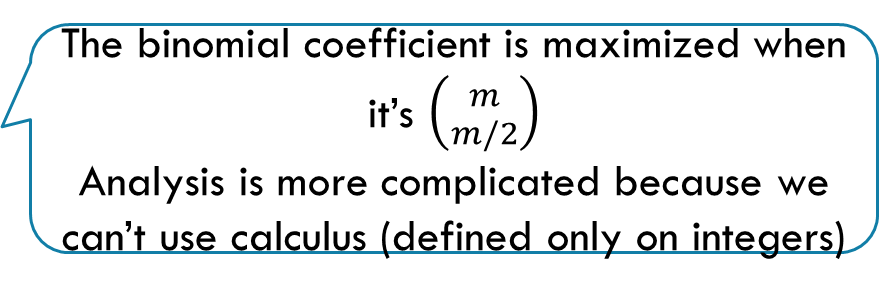 The binomial coefficient is maximized when
it's $\binom{m}{m/2}$
Analysis is more complicated because we
can't use calculus (defined only on integers)